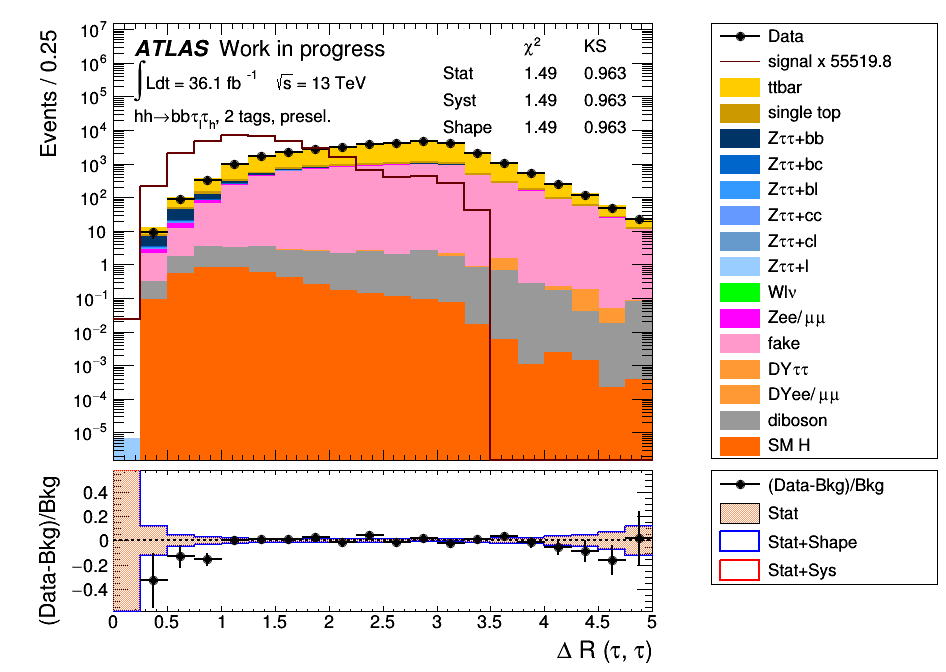 ATLAS Work in progress
∫Ldt = 36.1 fb⁻¹ √s = 13 TeV
hh→bbτₗτₕ, 2 tags, presel.
χ² KS
Stat 1.49 0.963
Syst 1.49 0.963
Shape 1.49 0.963
Events / 0.25
10⁷
10⁶
10⁵
10⁴
10³
10²
10
1
10⁻¹
10⁻²
10⁻³
10⁻⁴
10⁻⁵
Data
signal x 55519.8
ttbar
single top
Zττ+bb
Zττ+bc
Zττ+bl
Zττ+cc
Zττ+cl
Zττ+l
Wlν
Zee/μμ
fake
DYττ
DYee/μμ
diboson
SM H
(Data-Bkg)/Bkg
0.4
0.2
0
−0.2
−0.4
0 0.5 1 1.5 2 2.5 3 3.5 4 4.5 5
Δ R (τ, τ)
(Data-Bkg)/Bkg
Stat
Stat+Shape
Stat+Sys